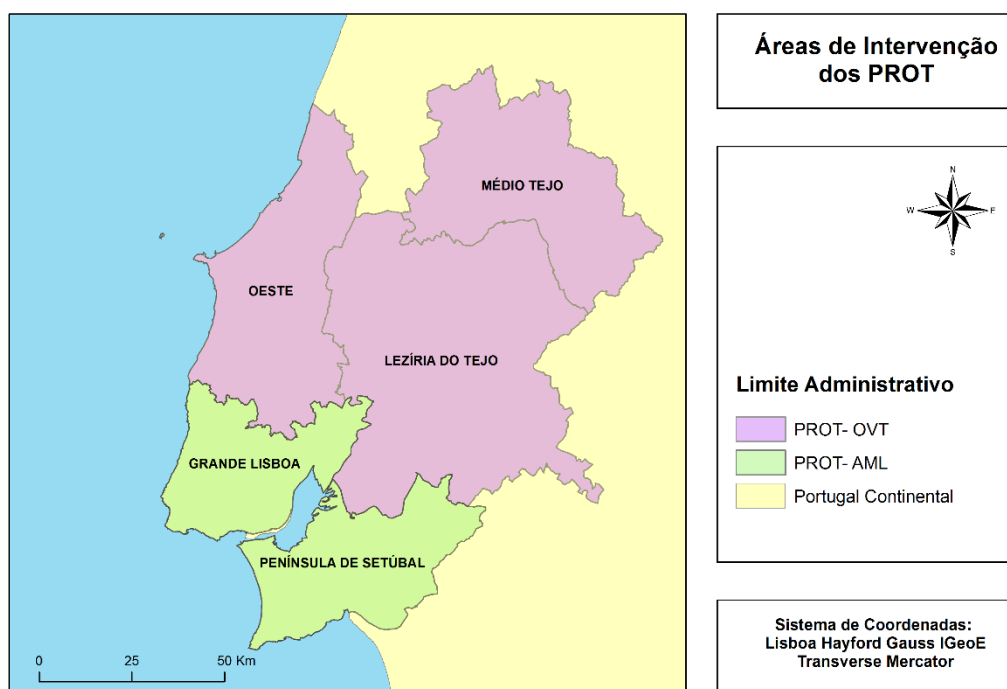 Áreas de Intervenção
dos PROT
MÉDIO TEJO
OESTE
LEZÍRIA DO TEJO
GRANDE LISBOA
PENÍNSULA DE SETÚBAL
0 25 50 Km
N
W E
S
Limite Administrativo
PROT- OVT
PROT- AML
Portugal Continental
Sistema de Coordenadas:
Lisboa Hayford Gauss IGeoE
Transverse Mercator